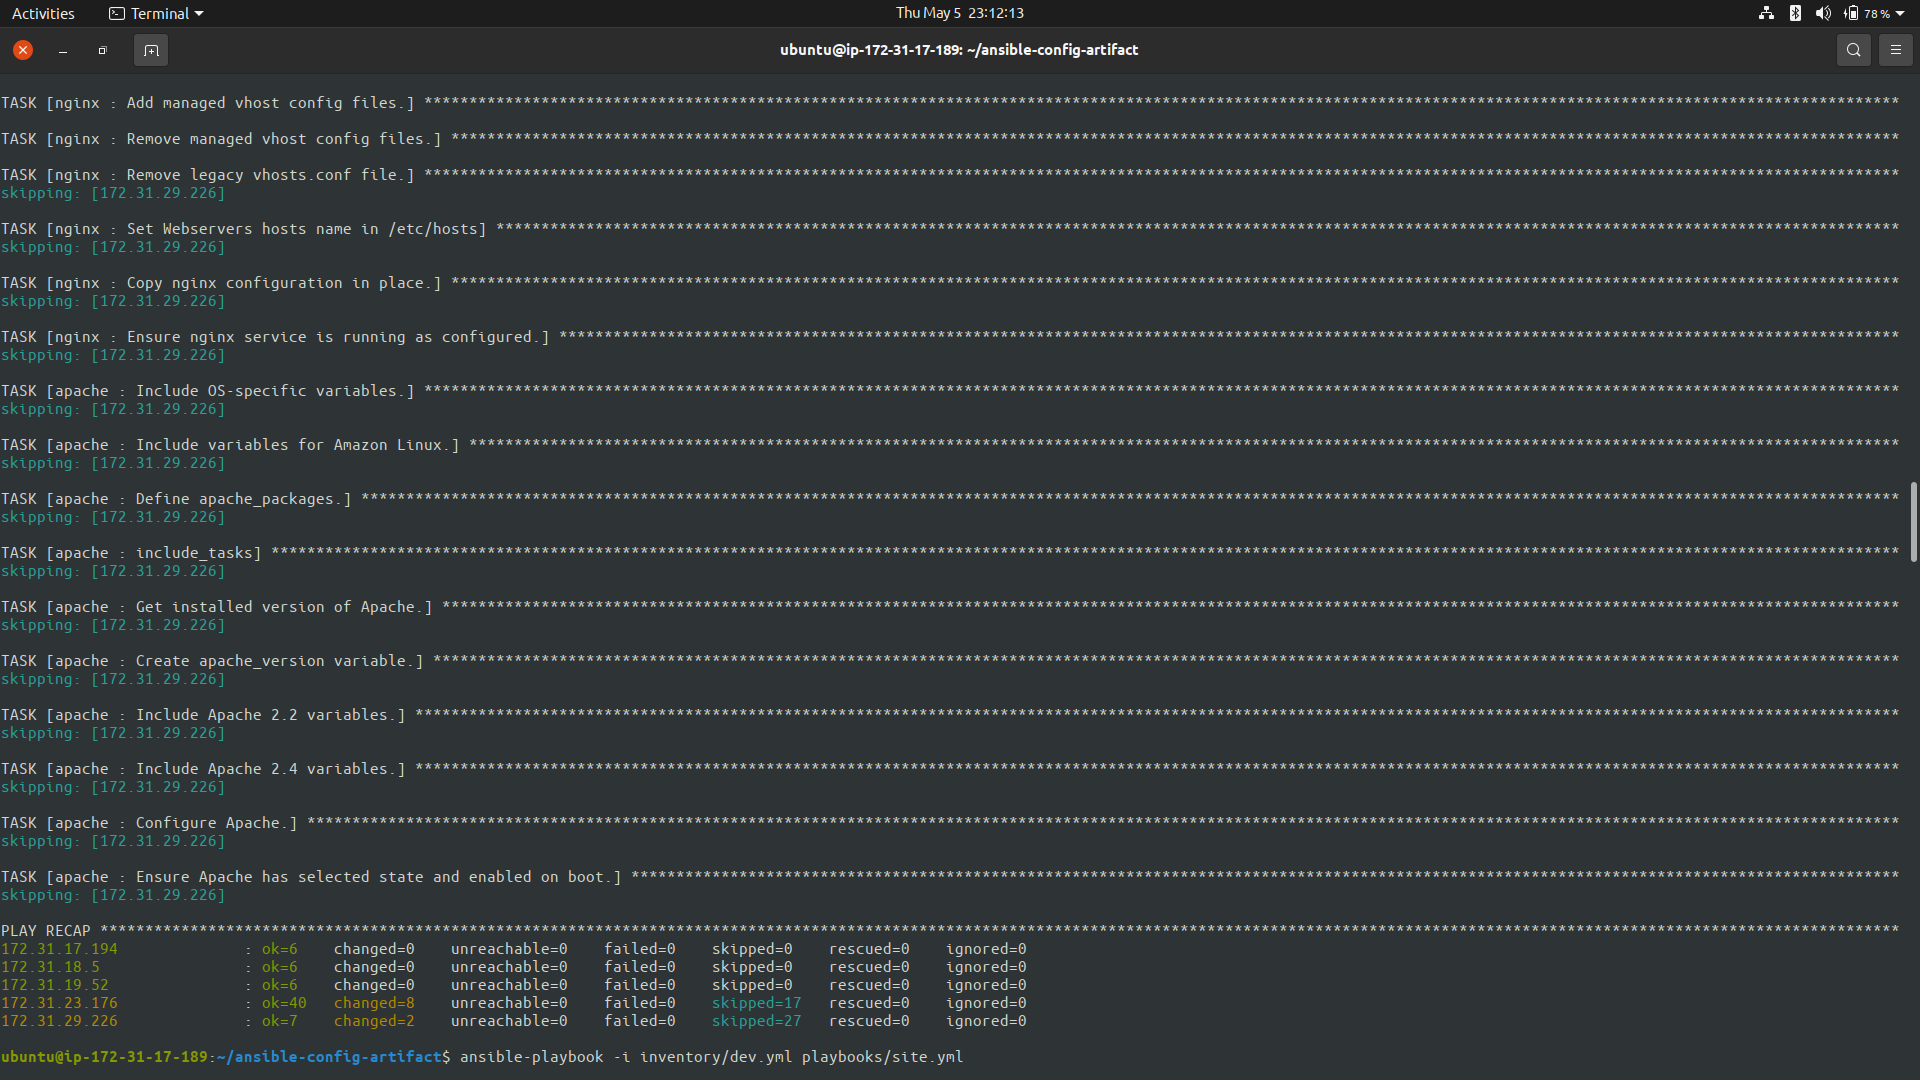 Activities Terminal Thu May 5 23:12:13 78 %
ubuntu@ip-172-31-17-189: ~/ansible-config-artifact
TASK [nginx : Add managed vhost config files.] ********************************************************************************************************************************************************************
TASK [nginx : Remove managed vhost config files.] *****************************************************************************************************************************************************************
TASK [nginx : Remove legacy vhosts.conf file.] ********************************************************************************************************************************************************************
skipping: [172.31.29.226]
TASK [nginx : Set Webservers hosts name in /etc/hosts] ************************************************************************************************************************************************************
skipping: [172.31.29.226]
TASK [nginx : Copy nginx configuration in place.] *****************************************************************************************************************************************************************
skipping: [172.31.29.226]
TASK [nginx : Ensure nginx service is running as configured.] *****************************************************************************************************************************************************
skipping: [172.31.29.226]
TASK [apache : Include OS-specific variables.] ********************************************************************************************************************************************************************
skipping: [172.31.29.226]
TASK [apache : Include variables for Amazon Linux.] ***************************************************************************************************************************************************************
skipping: [172.31.29.226]
TASK [apache : Define apache_packages.] ***************************************************************************************************************************************************************************
skipping: [172.31.29.226]
TASK [apache : include_tasks] *************************************************************************************************************************************************************************************
skipping: [172.31.29.226]
TASK [apache : Get installed version of Apache.] ******************************************************************************************************************************************************************
skipping: [172.31.29.226]
TASK [apache : Create apache_version variable.] *******************************************************************************************************************************************************************
skipping: [172.31.29.226]
TASK [apache : Include Apache 2.2 variables.] *********************************************************************************************************************************************************************
skipping: [172.31.29.226]
TASK [apache : Include Apache 2.4 variables.] *********************************************************************************************************************************************************************
skipping: [172.31.29.226]
TASK [apache : Configure Apache.] *********************************************************************************************************************************************************************************
skipping: [172.31.29.226]
TASK [apache : Ensure Apache has selected state and enabled on boot.] *********************************************************************************************************************************************
skipping: [172.31.29.226]
PLAY RECAP ********************************************************************************************************************************************************************************************************
172.31.17.194 : ok=6 changed=0 unreachable=0 failed=0 skipped=0 rescued=0 ignored=0
172.31.18.5 : ok=6 changed=0 unreachable=0 failed=0 skipped=0 rescued=0 ignored=0
172.31.19.52 : ok=6 changed=0 unreachable=0 failed=0 skipped=0 rescued=0 ignored=0
172.31.23.176 : ok=40 changed=8 unreachable=0 failed=0 skipped=17 rescued=0 ignored=0
172.31.29.226 : ok=7 changed=2 unreachable=0 failed=0 skipped=27 rescued=0 ignored=0
ubuntu@ip-172-31-17-189:~/ansible-config-artifact$ ansible-playbook -i inventory/dev.yml playbooks/site.yml